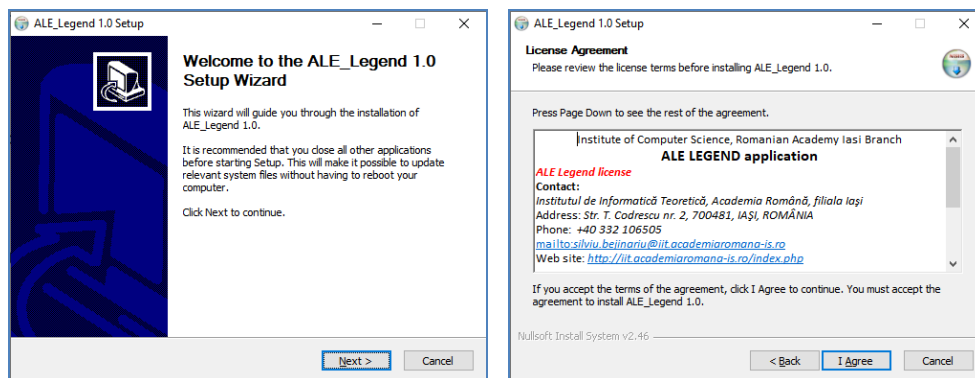 ALE_Legend 1.0 Setup
Welcome to the ALE_Legend 1.0
Setup Wizard
This wizard will guide you through the installation of
ALE_Legend 1.0.
It is recommended that you close all other applications
before starting Setup. This will make it possible to update
relevant system files without having to reboot your
computer.
Click Next to continue.
Next >
Cancel
ALE_Legend 1.0 Setup
License Agreement
Please review the license terms before installing ALE_Legend 1.0.
Press Page Down to see the rest of the agreement.
Institute of Computer Science, Romanian Academy Iasi Branch
ALE LEGEND application
ALE Legend license
Contact:
Institutul de Informatică Teoretică, Academia Română, filiala Iaşi
Address: Str. T. Codrescu nr. 2, 700481, IAŞI, ROMÂNIA
Phone: +40 332 106505
mailto:silviu.bejinariu@iit.academiaromana-is.ro
Web site: http://iit.academiaromana-is.ro/index.php
If you accept the terms of the agreement, click I Agree to continue. You must accept the
agreement to install ALE_Legend 1.0.
Nullsoft Install System v2.46
< Back
I Agree
Cancel